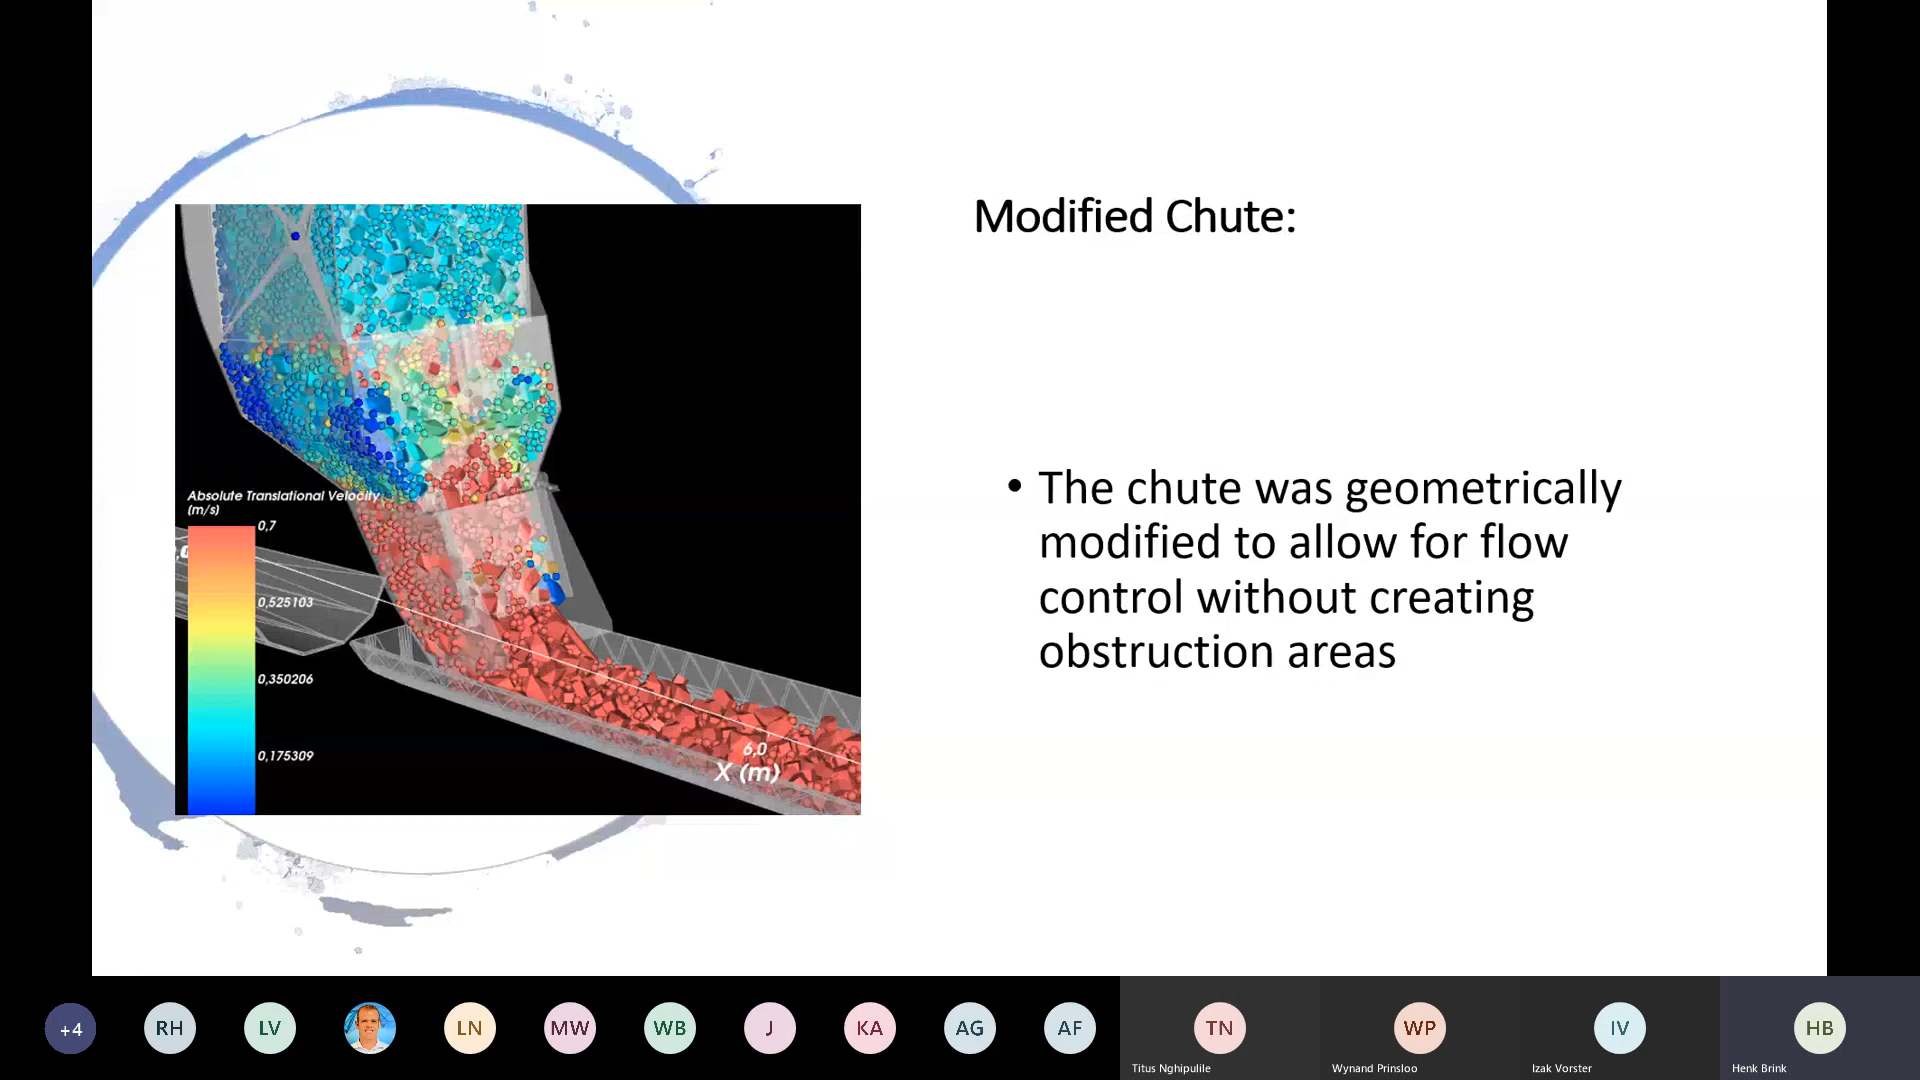 Modified Chute:
• The chute was geometrically
modified to allow for flow
control without creating
obstruction areas
Absolute Translational Velocity
(m/s)
0,7
0,525103
0,350206
0,175309
6,0
X (m)
+4
RH
LV
LN
MW
WB
J
KA
AG
AF
TN
Titus Nghipulile
WP
Wynand Prinsloo
IV
Izak Vorster
HB
Henk Brink